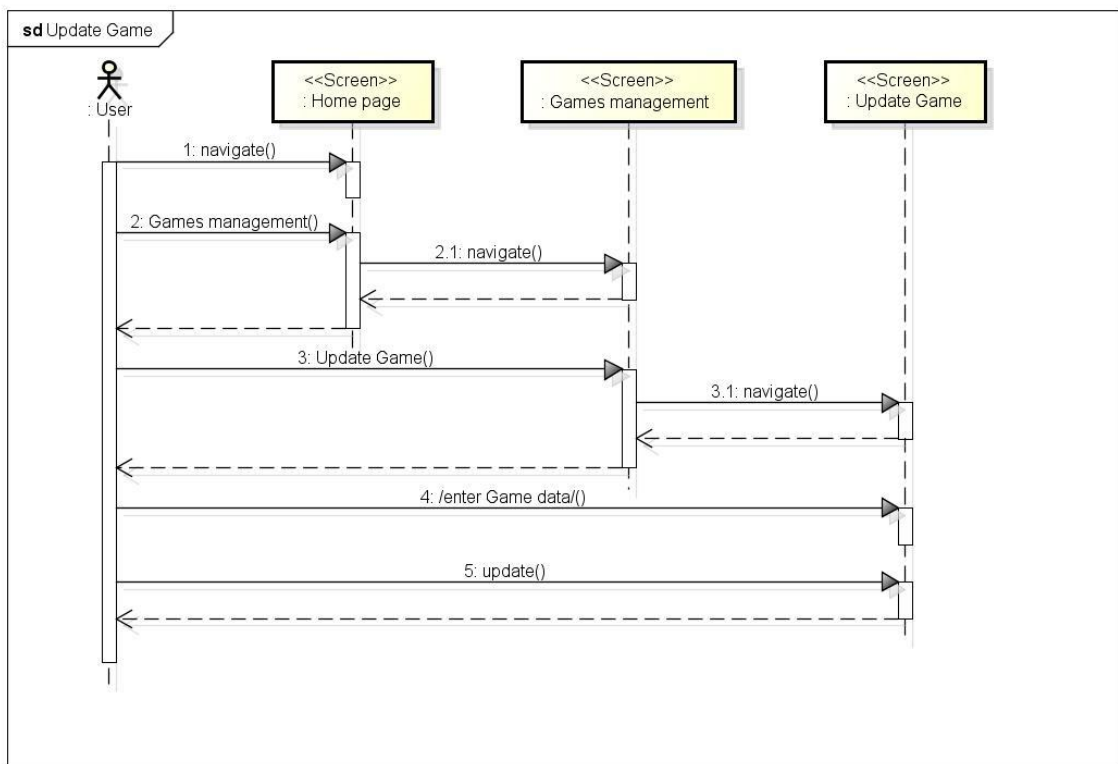 sd Update Game
: User
<<Screen>>
: Home page
<<Screen>>
: Games management
<<Screen>>
: Update Game
1: navigate()
2: Games management()
2.1: navigate()
3: Update Game()
3.1: navigate()
4: /enter Game data/()
5: update()